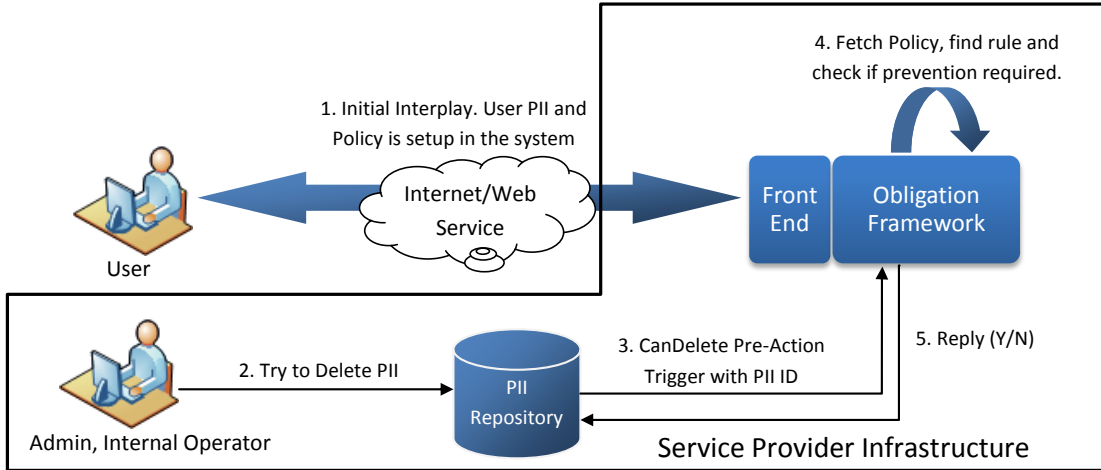 4. Fetch Policy, find rule and
check if prevention required.
1. Initial Interplay. User PII and
Policy is setup in the system
Internet/Web
Service
Front
End
Obligation
Framework
User
2. Try to Delete PII
3. CanDelete Pre-Action
Trigger with PII ID
5. Reply (Y/N)
PII
Repository
Admin, Internal Operator
Service Provider Infrastructure